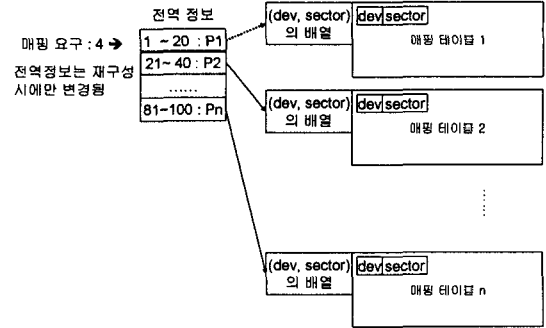 전역 정보
매핑 요구 : 4 ➔
전역정보는 재구성
시에만 변경됨
1 ~ 20 : P1
21~ 40 : P2
......
81~100 : Pn
(dev, sector)
의 배열
dev sector
매핑 테이블 1
(dev, sector)
의 배열
dev sector
매핑 테이블 2
(dev, sector)
의 배열
dev sector
매핑 테이블 n